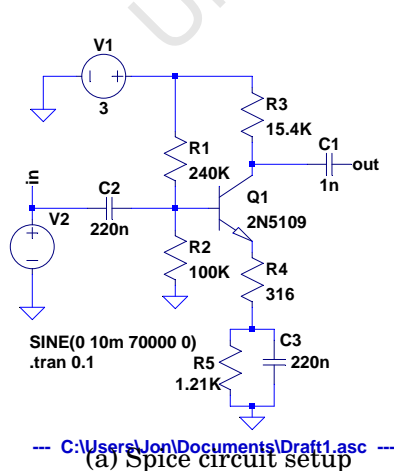 V1
3
R3
15.4K
R1
240K
C1
1n
out
in
C2
220n
Q1
2N5109
V2
R2
100K
R4
316
SINE(0 10m 70000 0)
.tran 0.1
R5
1.21K
C3
220n
--- C:\Users\Jon\Documents\Draft1.asc ---
(a) Spice circuit setup